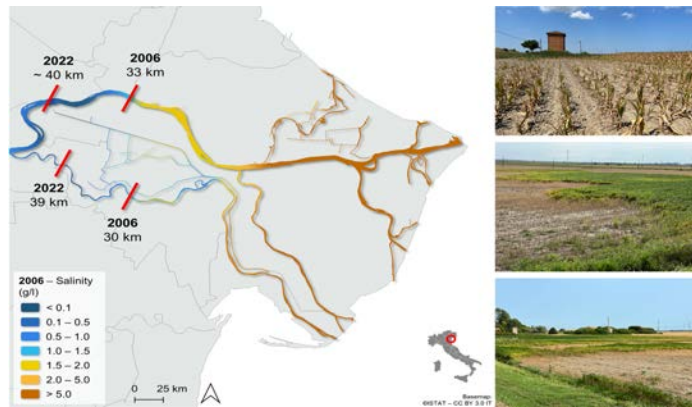 2022
~ 40 km
2006
33 km
2022
39 km
2006
30 km
2006 – Salinity
(g/l)
< 0.1
0.1 – 0.5
0.5 – 1.0
1.0 – 1.5
1.5 – 2.0
2.0 – 5.0
> 5.0
0 25 km
Basemap:
©ISTAT – CC BY 3.0 IT